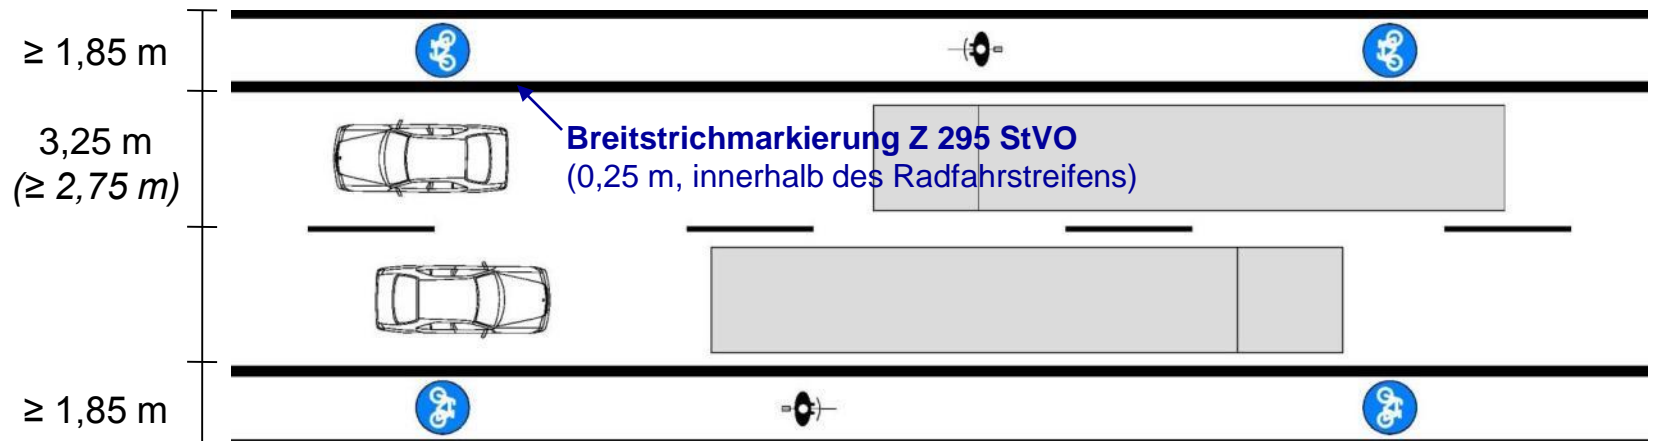 ≥ 1,85 m
3,25 m
(≥ 2,75 m)
Breitstrichmarkierung Z 295 StVO
(0,25 m, innerhalb des Radfahrstreifens)
≥ 1,85 m